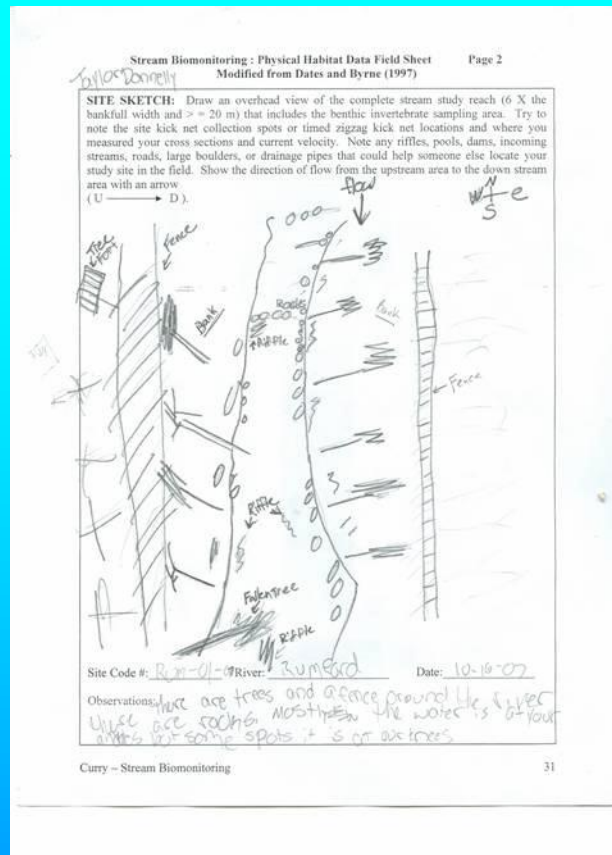 Stream Biomonitoring : Physical Habitat Data Field Sheet Page 2
Modified from Dates and Byrne (1997)
Taylor Donnelly
SITE SKETCH: Draw an overhead view of the complete stream study reach (6 X the
bankfull width and > = 20 m) that includes the benthic invertebrate sampling area. Try to
note the site kick net collection spots or timed zigzag kick net locations and where you
measured your cross sections and current velocity. Note any riffles, pools, dams, incoming
streams, roads, large boulders, or drainage pipes that could help someone else locate your
study site in the field. Show the direction of flow from the upstream area to the down stream
area with an arrow
( U → D ).
flow
N
W e
S
Tree
Fort
Fence
Bank
Rocks
Riffle
Bank
Fence
Riffle
Fallen Tree
Riffle
Site Code #: River: Rumford Date: 10-16-07
Observations: there are trees and a fence around the river
are rocks. Mostly the water is at your
but some spots it is at our
Curry – Stream Biomonitoring 31